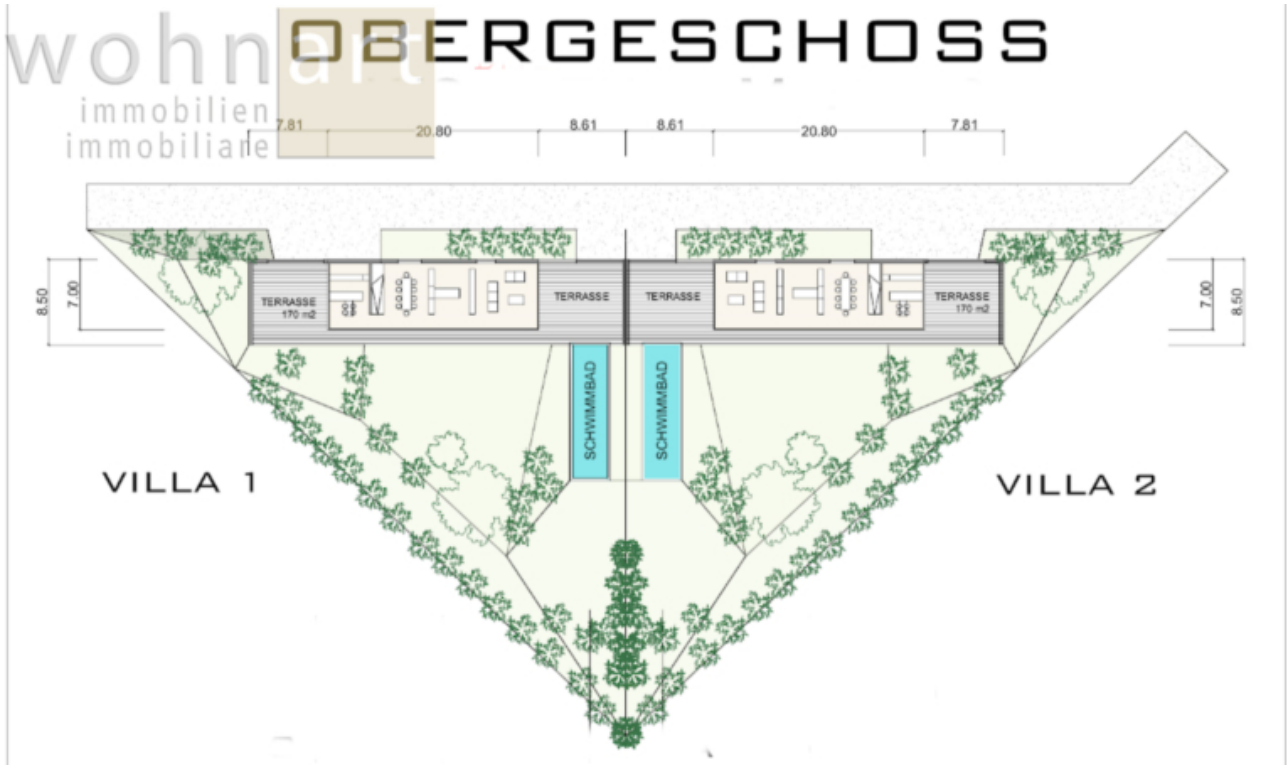 wohnart
OBERGESCHOSS
immobilien
immobiliare
7.81 20.80 8.61 8.61 20.80 7.81
8.50 7.00 7.00 8.50
TERRASSE
170 m2
TERRASSE
TERRASSE
TERRASSE
170 m2
SCHWIMMBAD
SCHWIMMBAD
VILLA 1
VILLA 2